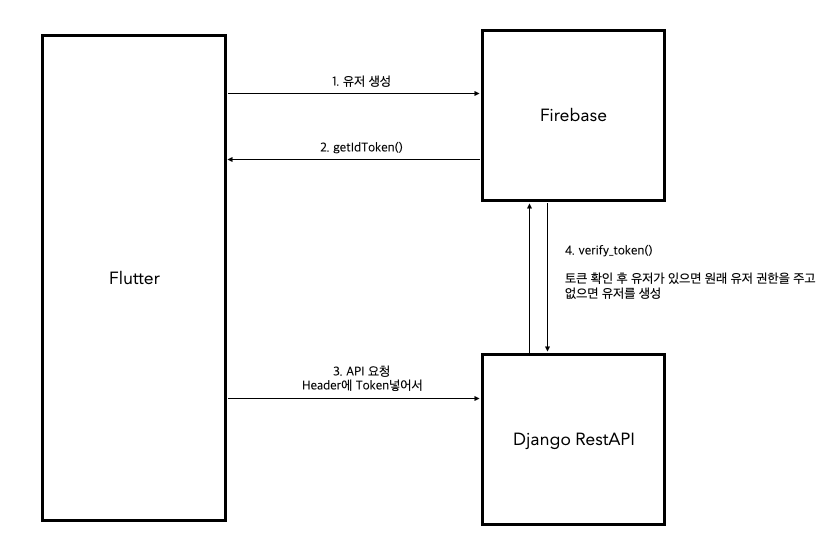 1. 유저 생성
Firebase
2. getIdToken()
4. verify_token()
토큰 확인 후 유저가 있으면 원래 유저 권한을 주고
없으면 유저를 생성
Flutter
3. API 요청
Header에 Token넣어서
Django RestAPI